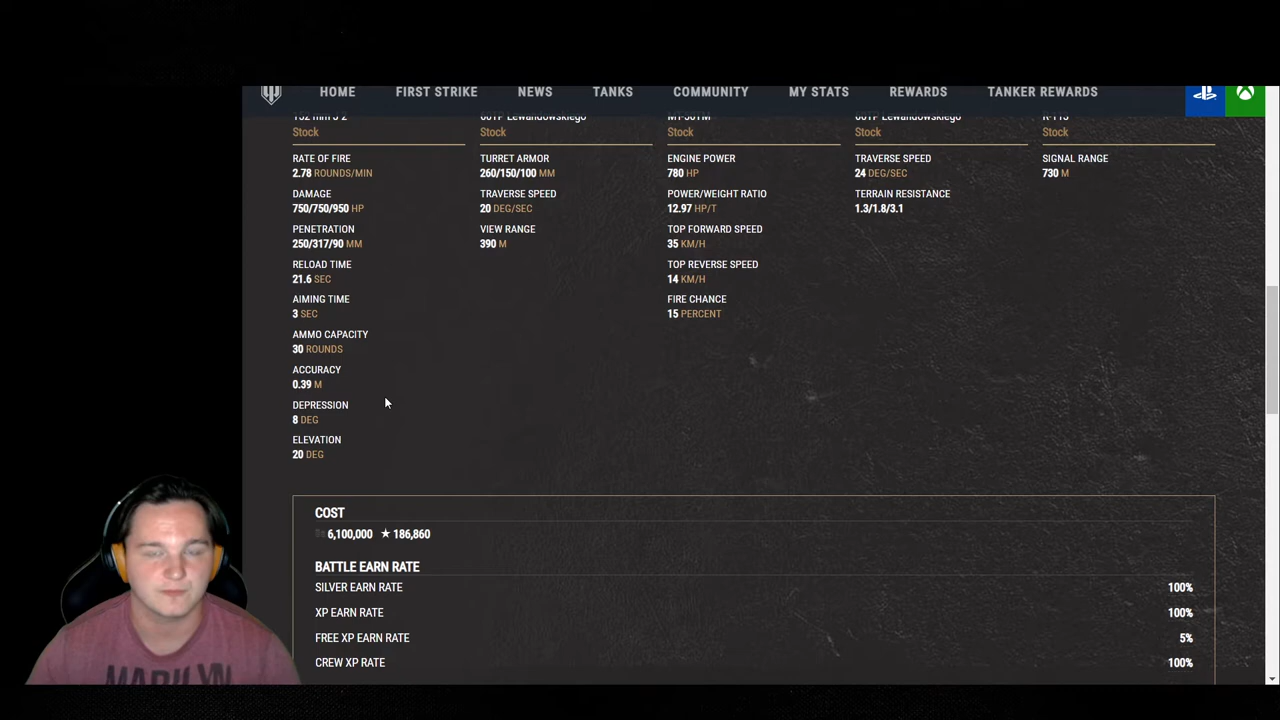 HOME FIRST STRIKE NEWS TANKS COMMUNITY MY STATS REWARDS TANKER REWARDS
Stock Stock Stock Stock Stock
RATE OF FIRE
2.78 ROUNDS/MIN
DAMAGE
750/750/950 HP
PENETRATION
250/317/90 MM
RELOAD TIME
21.6 SEC
AIMING TIME
3 SEC
AMMO CAPACITY
30 ROUNDS
ACCURACY
0.39 M
DEPRESSION
8 DEG
ELEVATION
20 DEG
TURRET ARMOR
260/150/100 MM
TRAVERSE SPEED
20 DEG/SEC
VIEW RANGE
390 M
ENGINE POWER
780 HP
POWER/WEIGHT RATIO
12.97 HP/T
TOP FORWARD SPEED
35 KM/H
TOP REVERSE SPEED
14 KM/H
FIRE CHANCE
15 PERCENT
TRAVERSE SPEED
24 DEG/SEC
TERRAIN RESISTANCE
1.3/1.8/3.1
SIGNAL RANGE
730 M
COST
6,100,000 ★ 186,860
BATTLE EARN RATE
SILVER EARN RATE 100%
XP EARN RATE 100%
FREE XP EARN RATE 5%
CREW XP RATE 100%
MARILYN